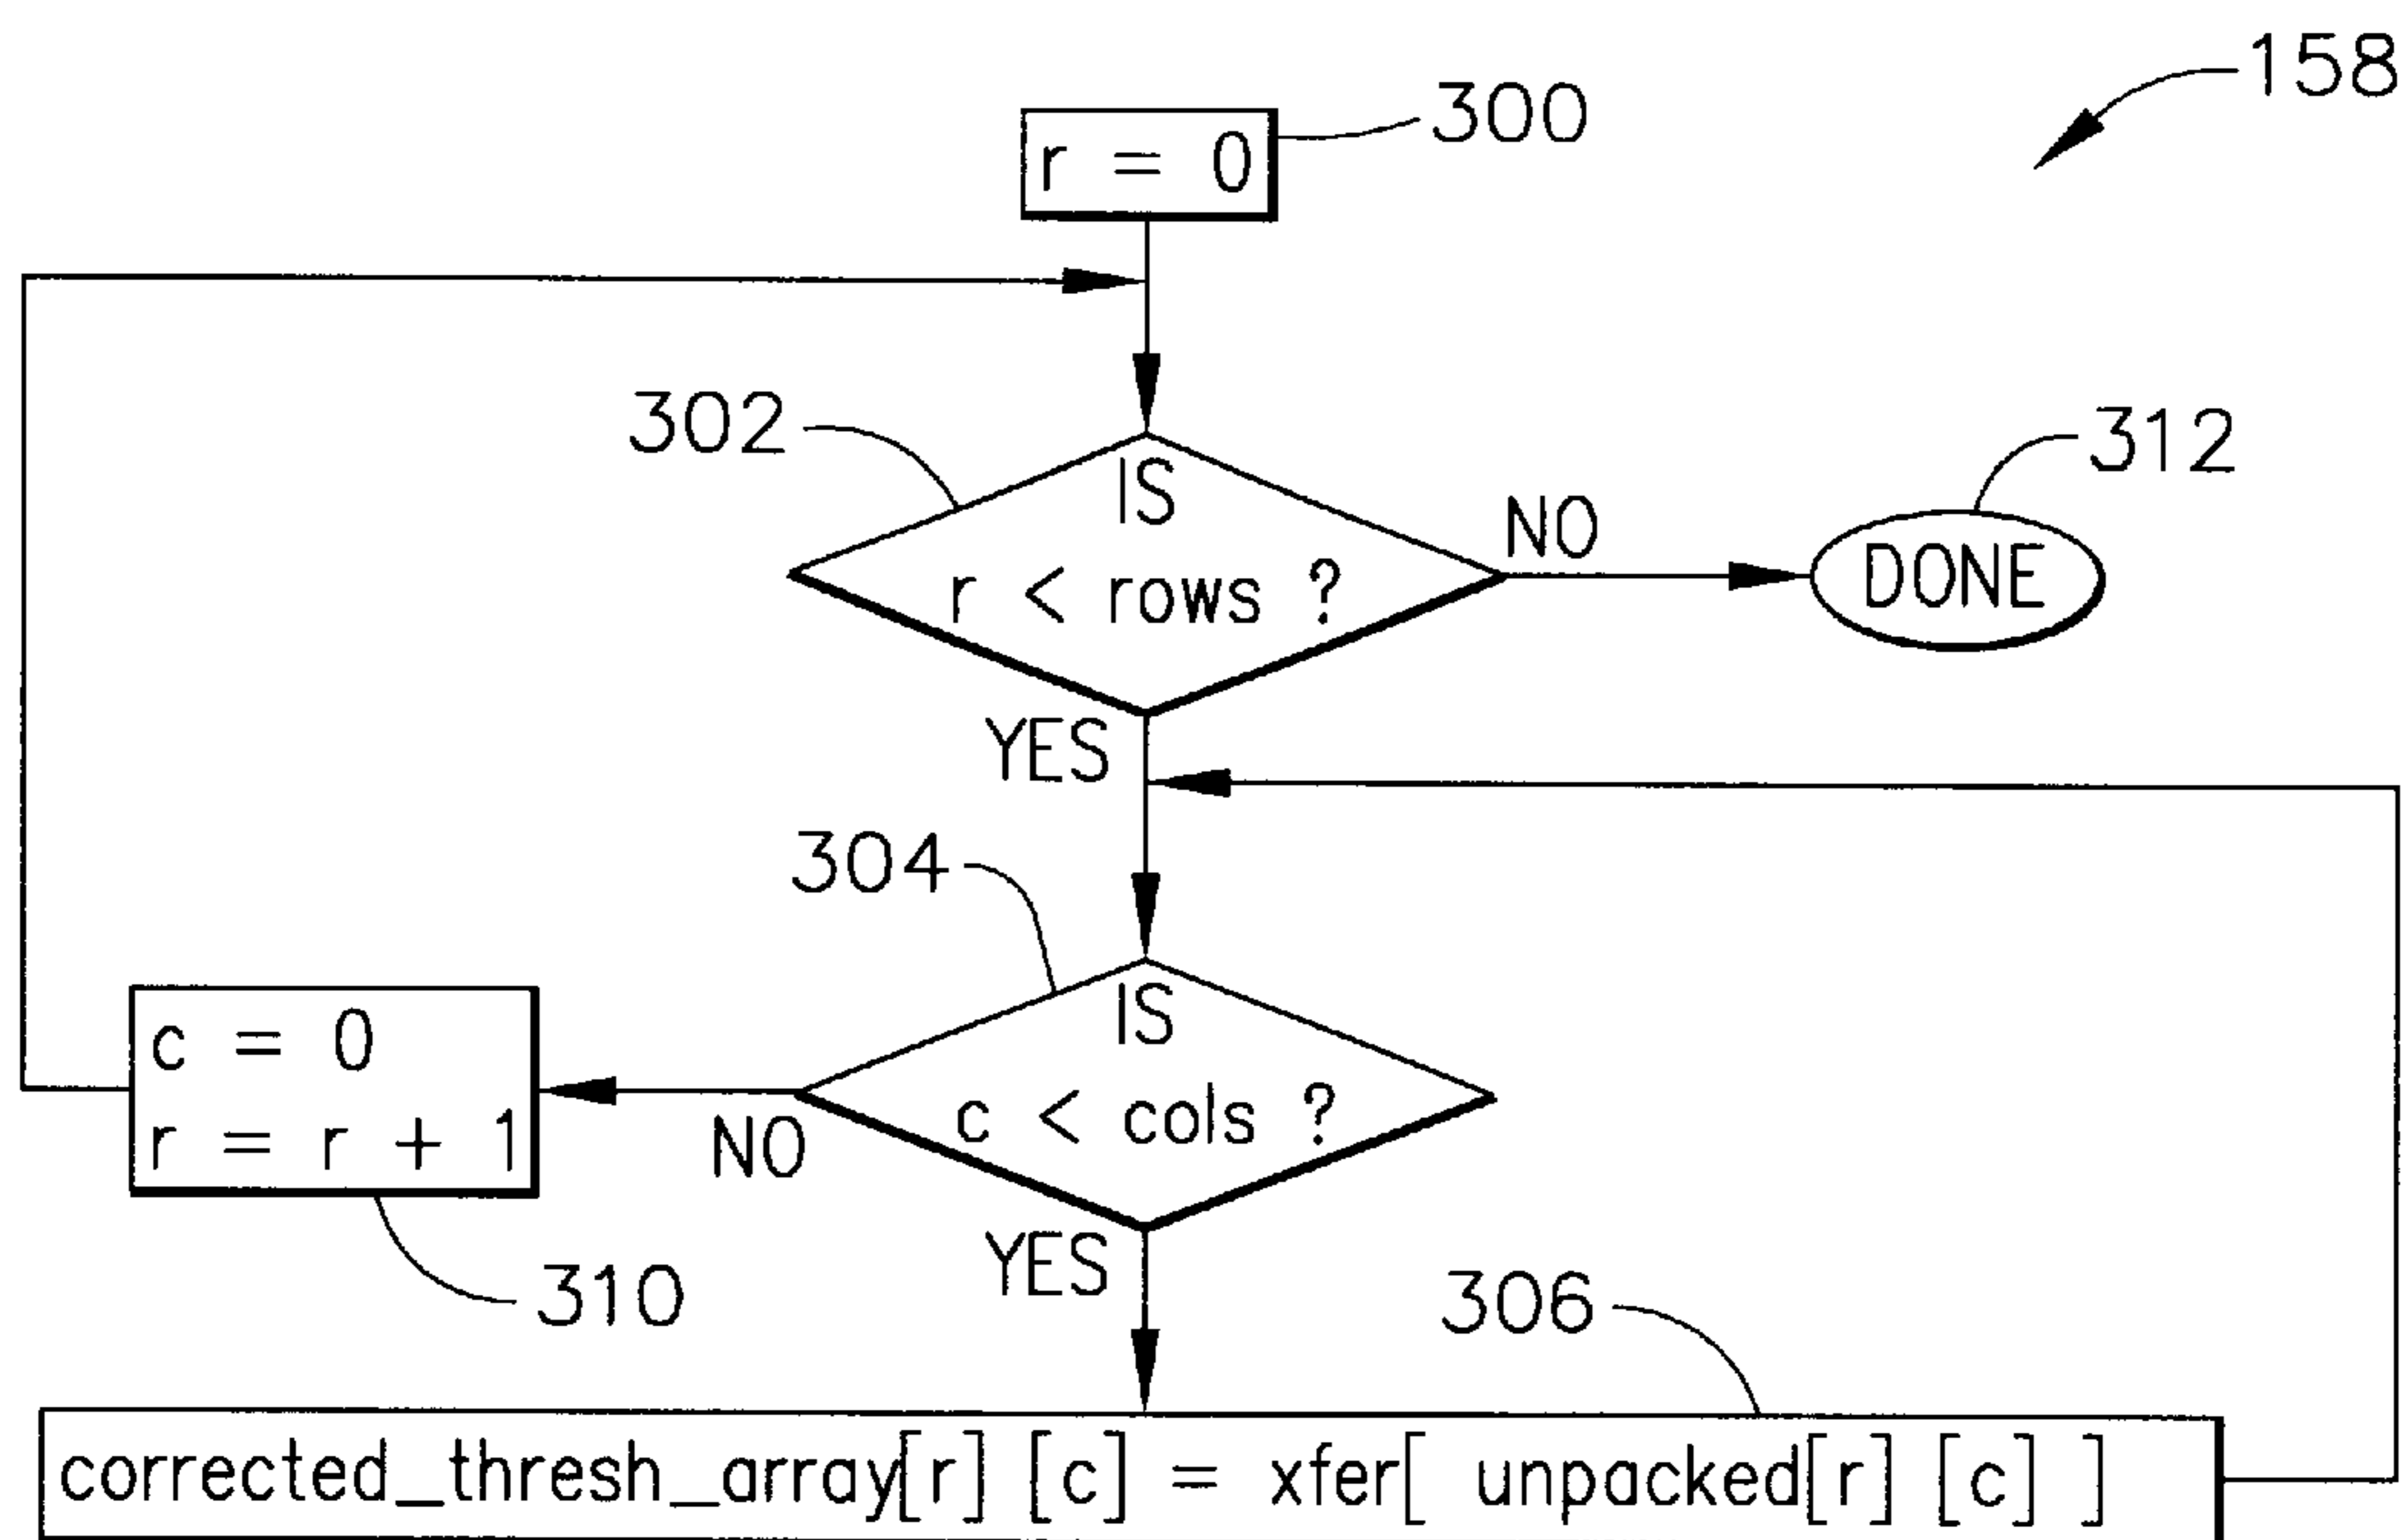 158
300
r = 0
302
312
IS
r < rows ?
NO
DONE
YES
304
IS
c < cols ?
c = 0
r = r + 1
NO
YES
310
306
corrected_thresh_array[r] [c] = xfer[ unpacked[r] [c] ]